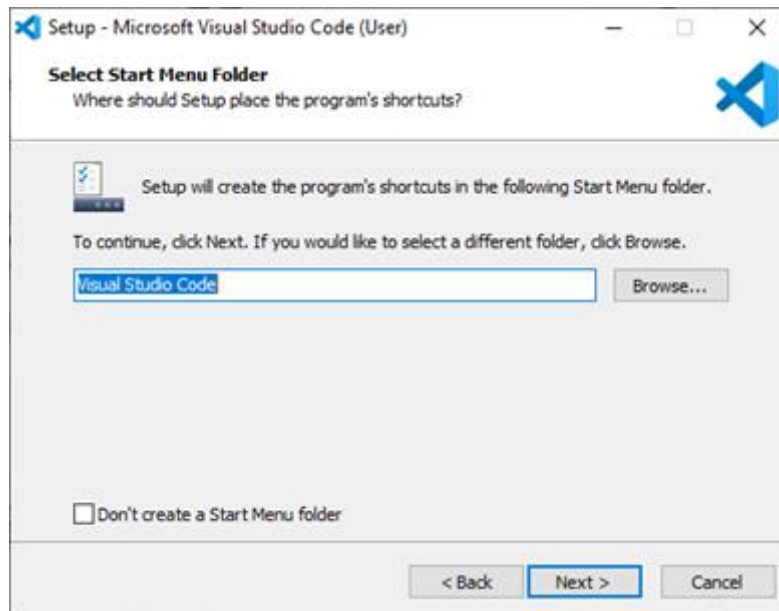 Setup - Microsoft Visual Studio Code (User)
Select Start Menu Folder
Where should Setup place the program's shortcuts?
Setup will create the program's shortcuts in the following Start Menu folder.
To continue, click Next. If you would like to select a different folder, click Browse.
Visual Studio Code
Browse...
Don't create a Start Menu folder
< Back
Next >
Cancel